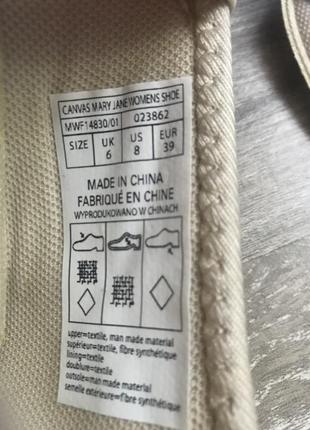 CANVAS MARY JANE WOMENS SHOE
MWF14830/01 023862
SIZE UK 6 US 8 EUR 39
MADE IN CHINA
FABRIQUÉ EN CHINE
WYPRODUKOWANO W CHINACH
upper=textile, man made material
supérieur=textile, fibre synthétique
lining=textile
doublure=textile
outsole=man made material
semelle extérieure=fibre synthétique